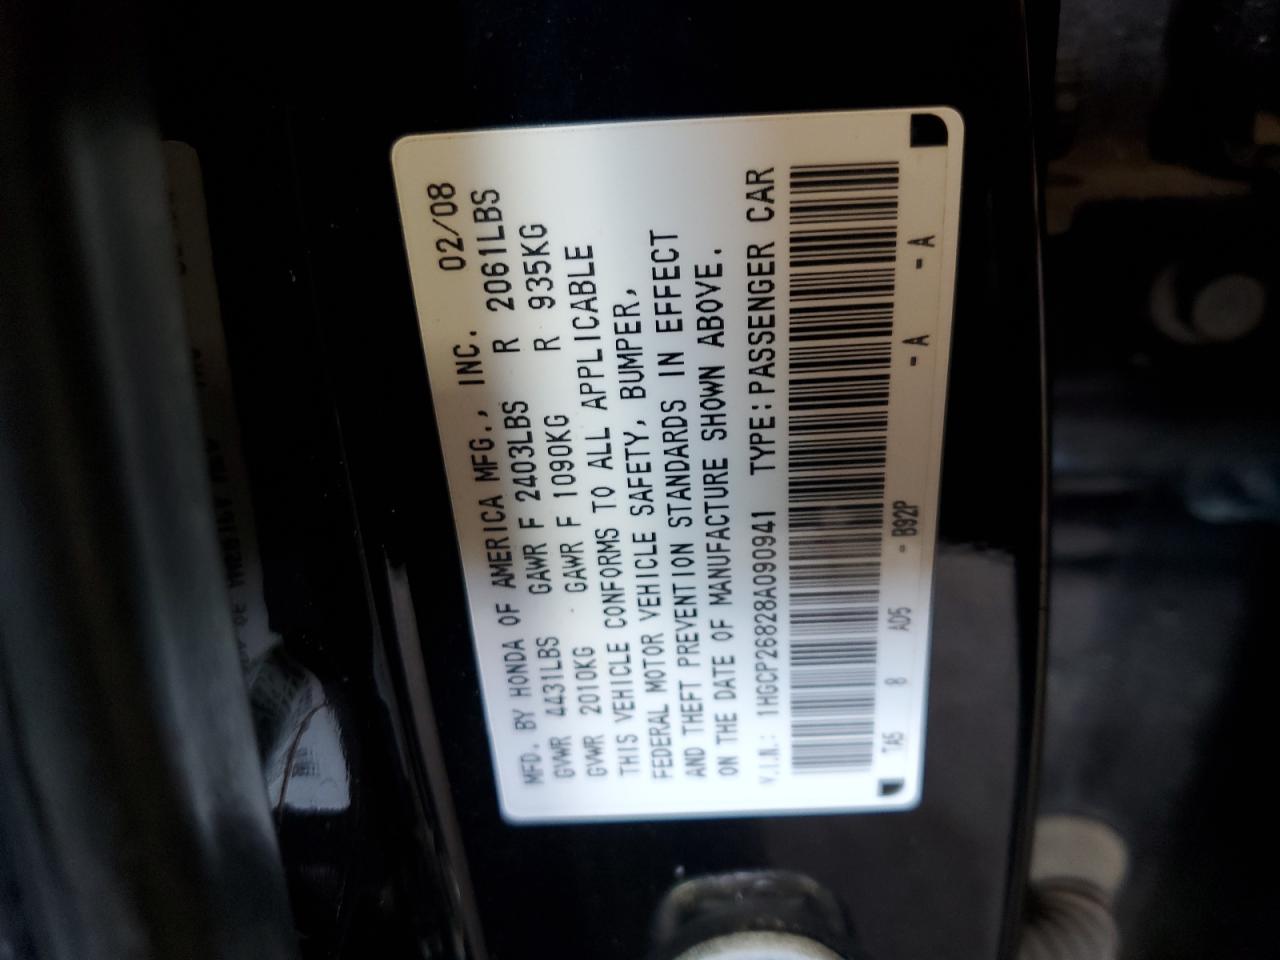 MFD. BY HONDA OF AMERICA MFG., INC. 02/08
GVWR 4431LBS GAWR F 2403LBS R 2061LBS
GVWR 2010KG GAWR F 1090KG R 935KG
THIS VEHICLE CONFORMS TO ALL APPLICABLE
FEDERAL MOTOR VEHICLE SAFETY, BUMPER,
AND THEFT PREVENTION STANDARDS IN EFFECT
ON THE DATE OF MANUFACTURE SHOWN ABOVE.
V.I.N.: 1HGCP26828A090941 TYPE: PASSENGER CAR
TA5 8 A05 - B92P - A - A